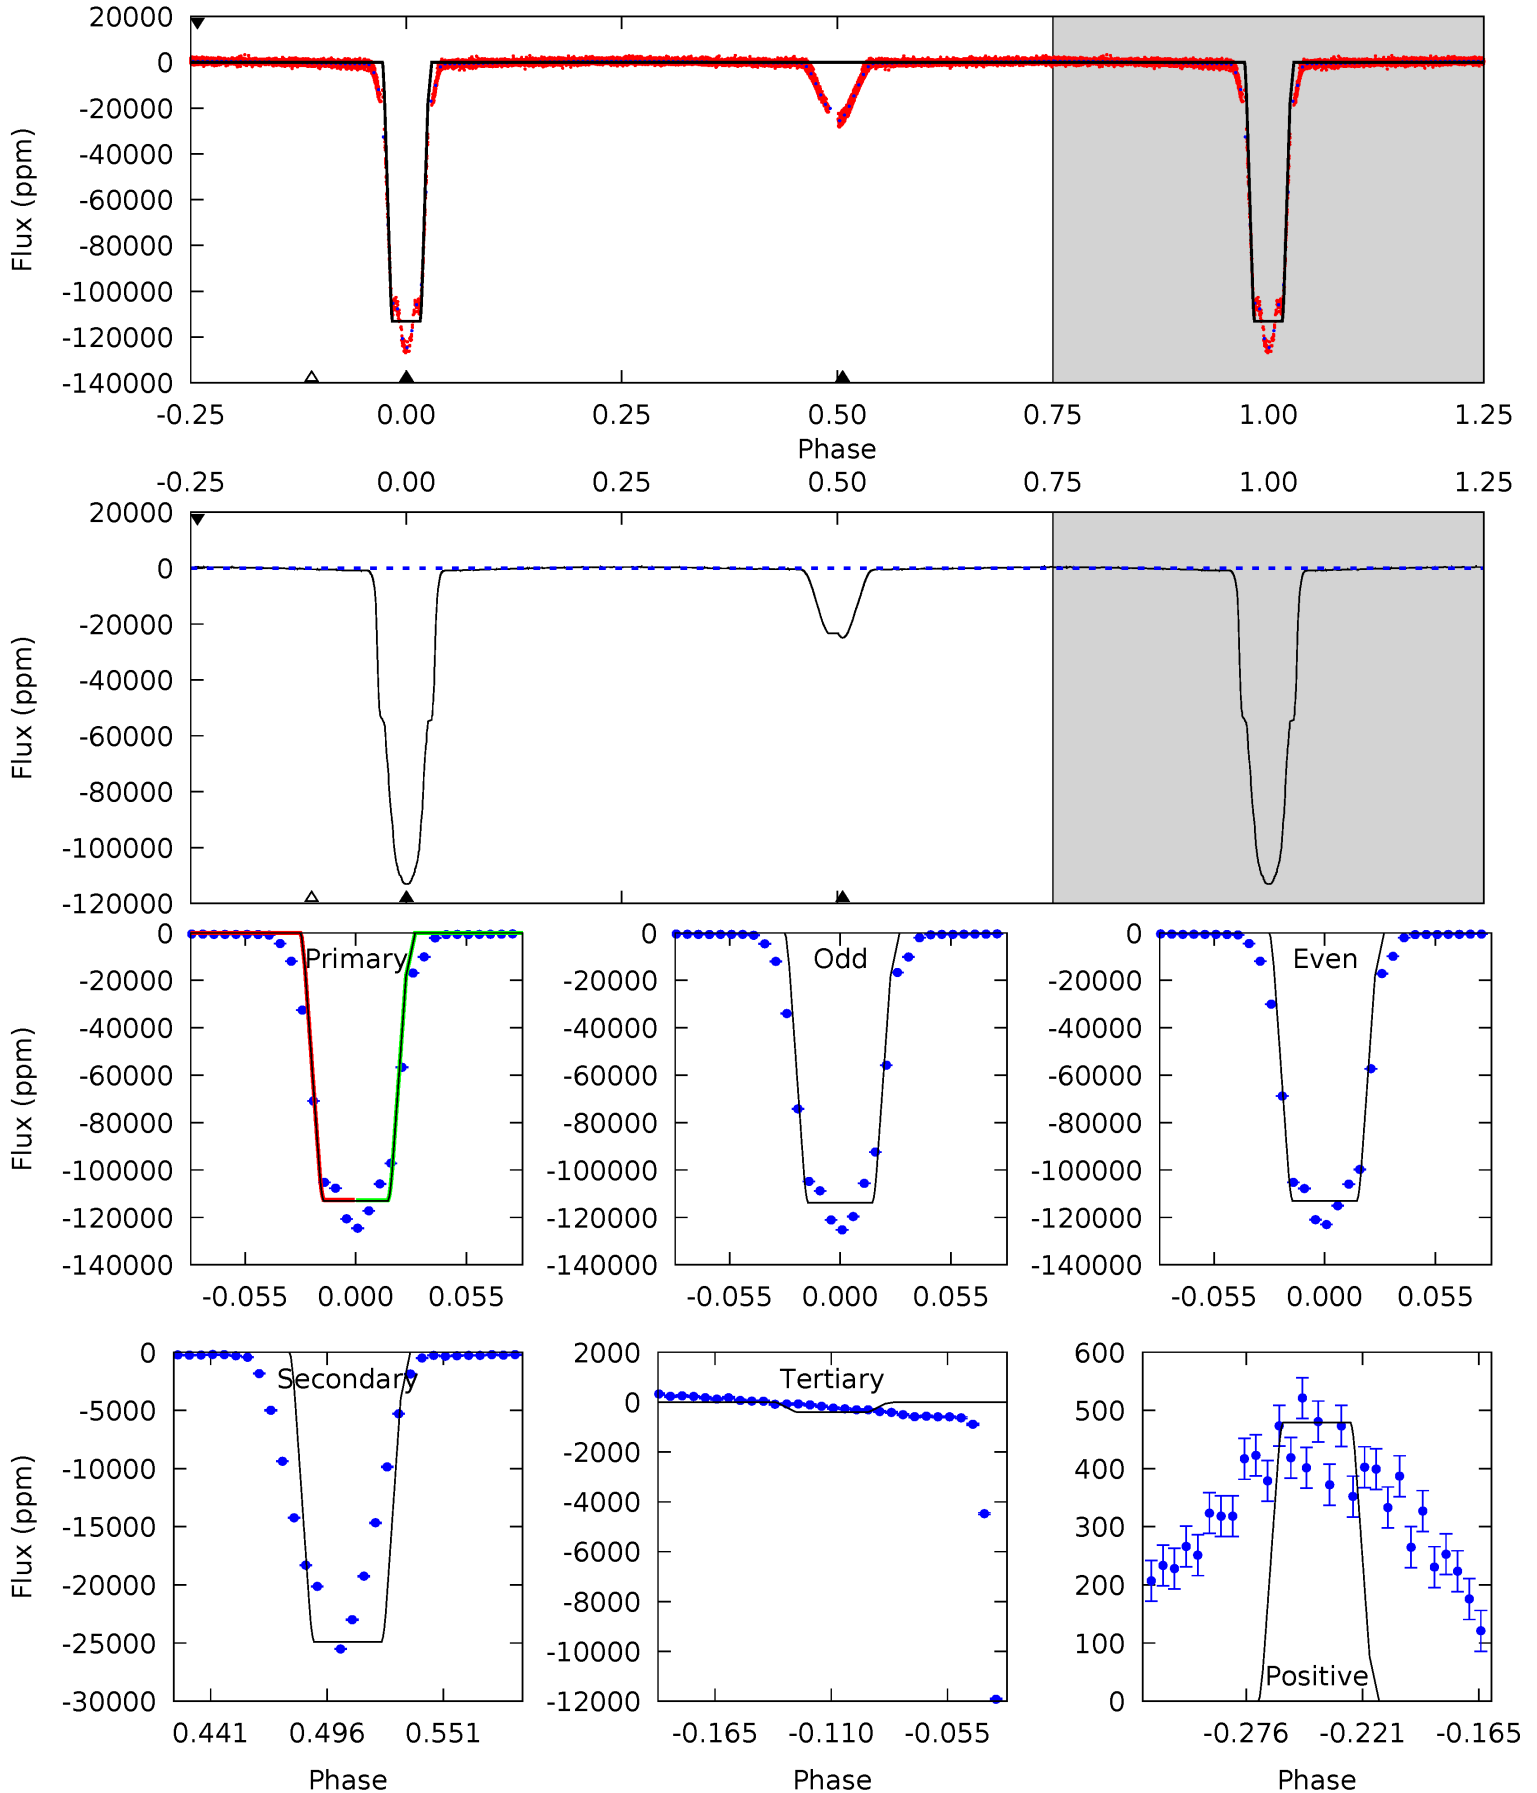 20000
0
-20000
-40000
-60000
-80000
-100000
-120000
-140000
Flux (ppm)
-0.25 0.00 0.25 0.50 0.75 1.00 1.25
Phase
-0.25 0.00 0.25 0.50 0.75 1.00 1.25
20000
0
-20000
-40000
-60000
-80000
-100000
-120000
Flux (ppm)
Primary
0
-20000
-40000
-60000
-80000
-100000
-120000
-140000
Flux (ppm)
-0.055 0.000 0.055
Odd
0
-20000
-40000
-60000
-80000
-100000
-120000
-140000
-0.055 0.000 0.055
Even
0
-20000
-40000
-60000
-80000
-100000
-120000
-140000
-0.055 0.000 0.055
Secondary
0
-5000
-10000
-15000
-20000
-25000
-30000
Flux (ppm)
0.441 0.496 0.551
Phase
Tertiary
2000
0
-2000
-4000
-6000
-8000
-10000
-12000
-0.165 -0.110 -0.055
Phase
600
500
400
300
200
100
0
Positive
-0.276 -0.221 -0.165
Phase